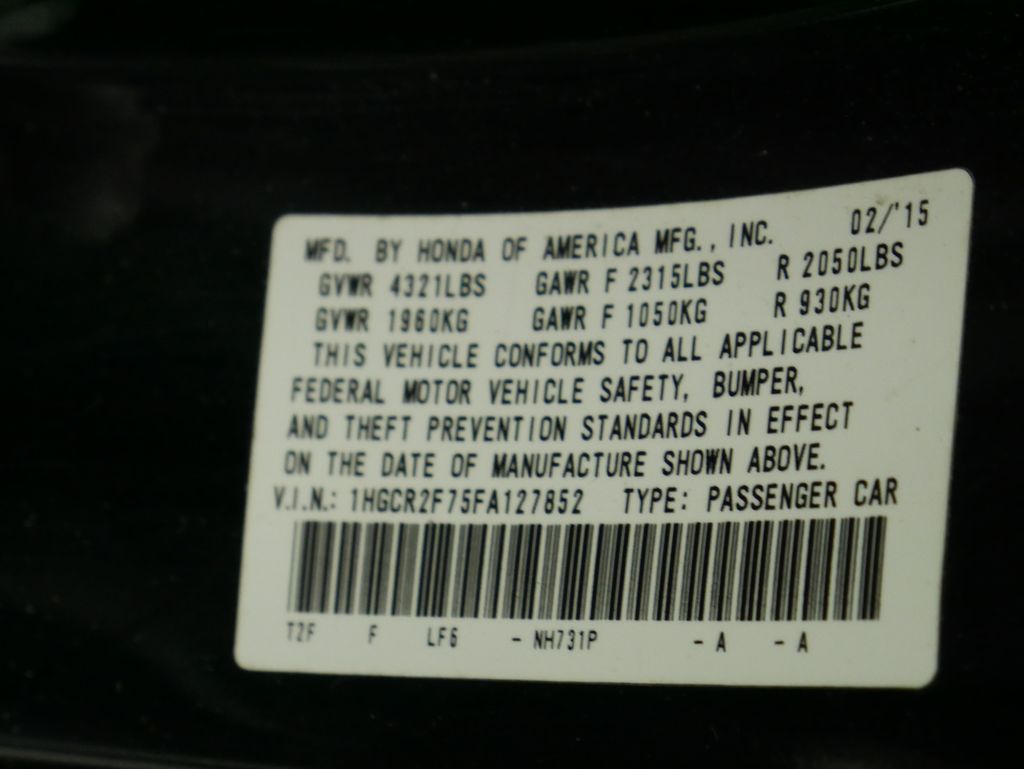 MFD. BY HONDA OF AMERICA MFG., INC. 02/'15
GVWR 4321LBS GAWR F 2315LBS R 2050LBS
GVWR 1960KG GAWR F 1050KG R 930KG
THIS VEHICLE CONFORMS TO ALL APPLICABLE
FEDERAL MOTOR VEHICLE SAFETY, BUMPER,
AND THEFT PREVENTION STANDARDS IN EFFECT
ON THE DATE OF MANUFACTURE SHOWN ABOVE.
V.I.N.: 1HGCR2F75FA127852 TYPE: PASSENGER CAR
T2F F LF6 - NH731P - A - A